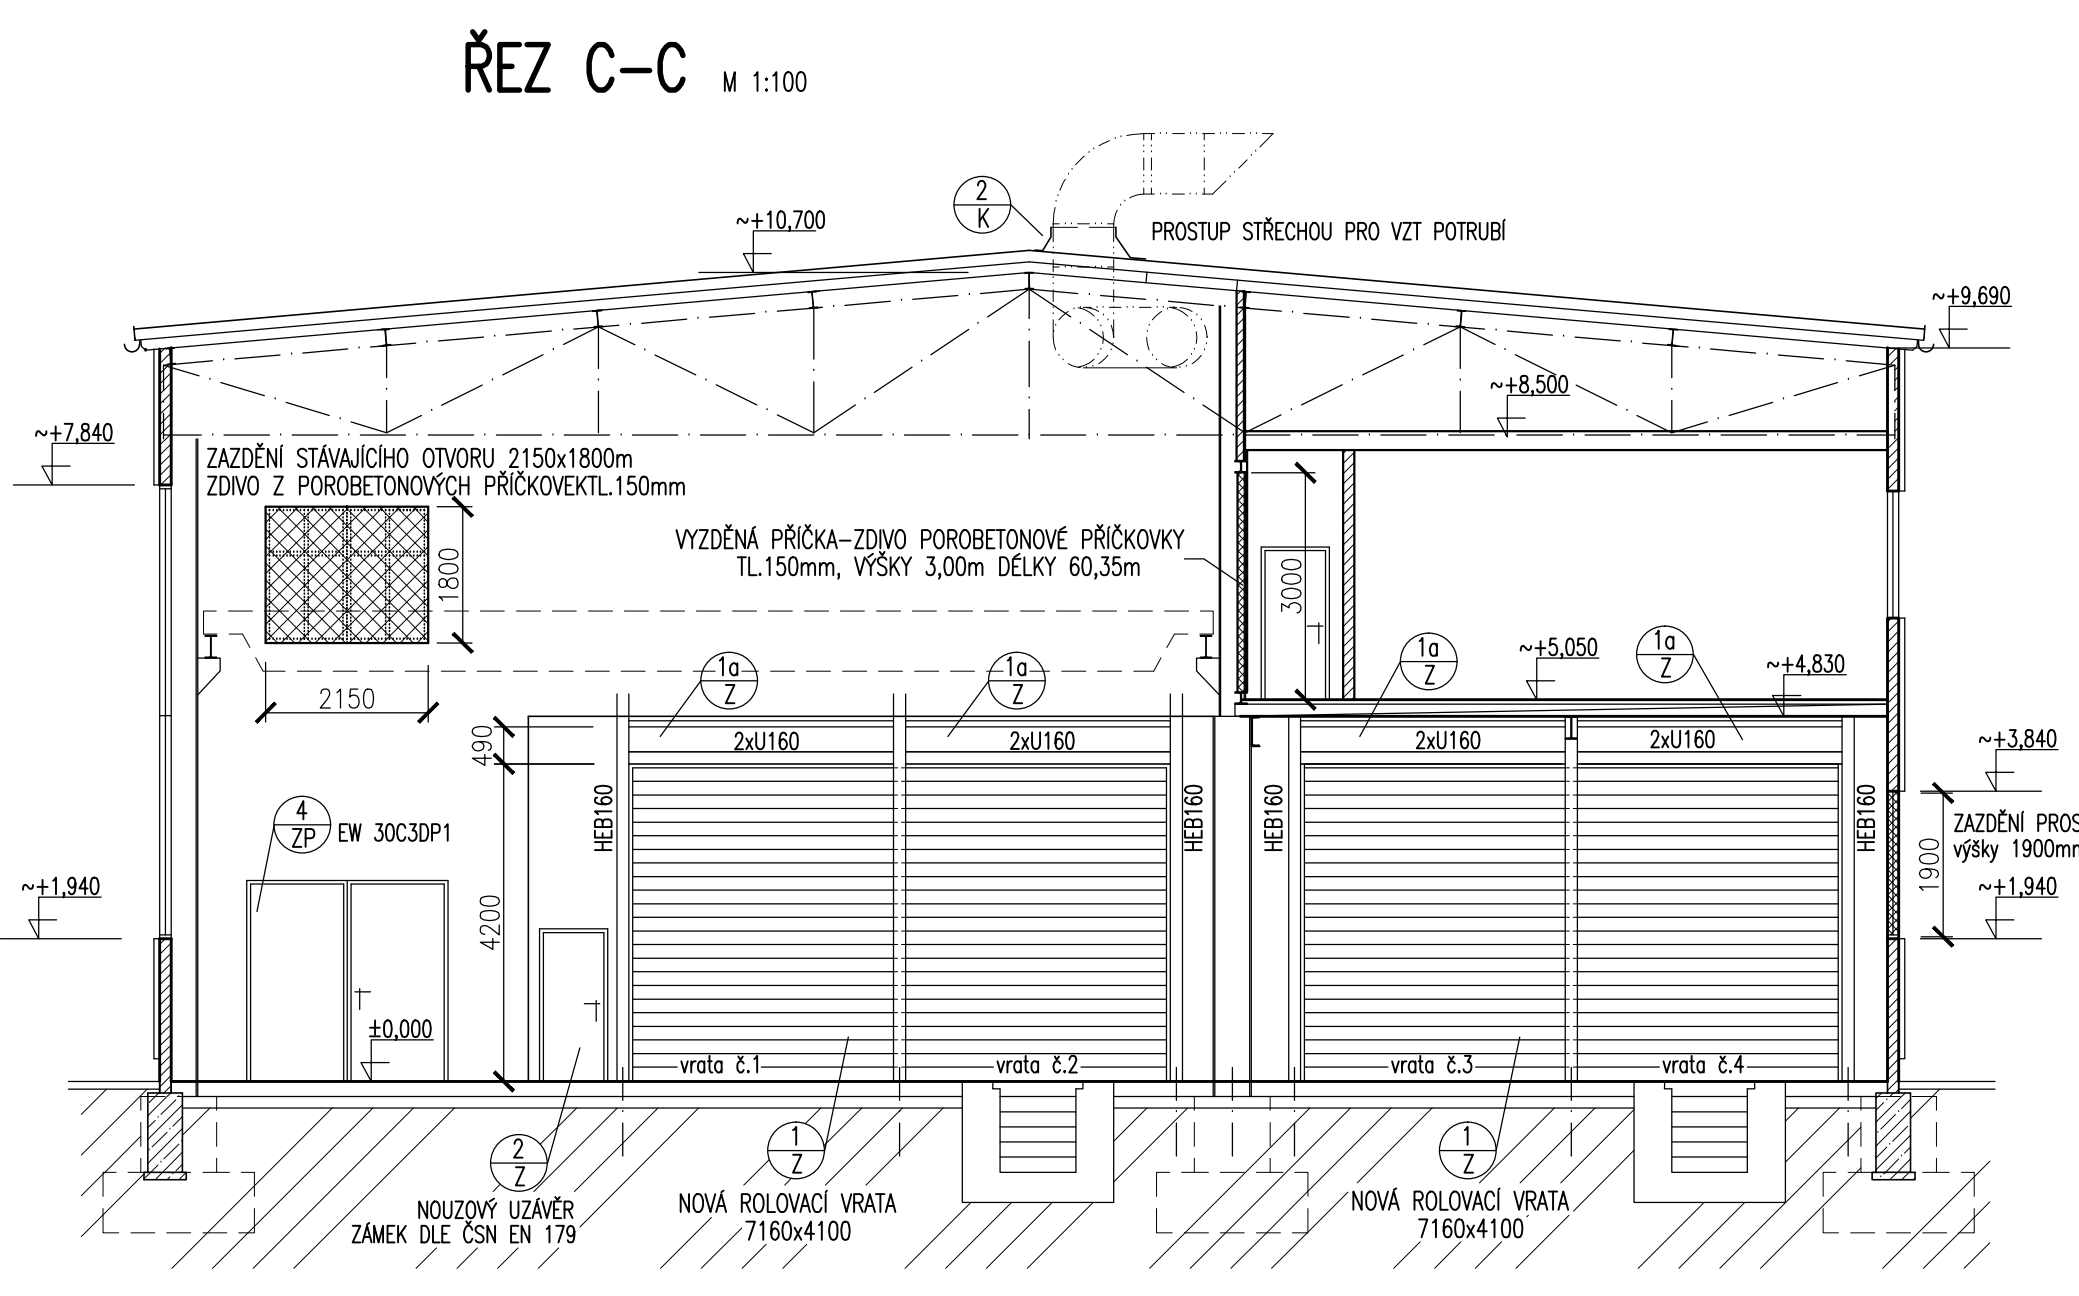 ŘEZ C-C M 1:100
2
K
PROSTUP STŘECHOU PRO VZT POTRUBÍ
~+10,700
~+9,690
~+8,500
~+7,840
ZAZDĚNÍ STÁVAJÍCÍHO OTVORU 2150x1800m
ZDIVO Z POROBETONOVÝCH PŘÍČKOVEKTL.150mm
VYZDĚNÁ PŘÍČKA-ZDIVO POROBETONOVÉ PŘÍČKOVKY
TL.150mm, VÝŠKY 3,00m DÉLKY 60,35m
1800
3000
2150
1a
Z
1a
Z
1a
Z
1a
Z
~+5,050
~+4,830
490
2xU160
2xU160
2xU160
2xU160
~+3,840
HEB160
HEB160
HEB160
HEB160
4
ZP
EW 30C3DP1
ZAZDĚNÍ PROS
výšky 1900mm
1900
~+1,940
~+1,940
4200
±0,000
vrata č.1
vrata č.2
vrata č.3
vrata č.4
2
Z
1
Z
1
Z
NOUZOVÝ UZÁVĚR
ZÁMEK DLE ČSN EN 179
NOVÁ ROLOVACÍ VRATA
7160x4100
NOVÁ ROLOVACÍ VRATA
7160x4100